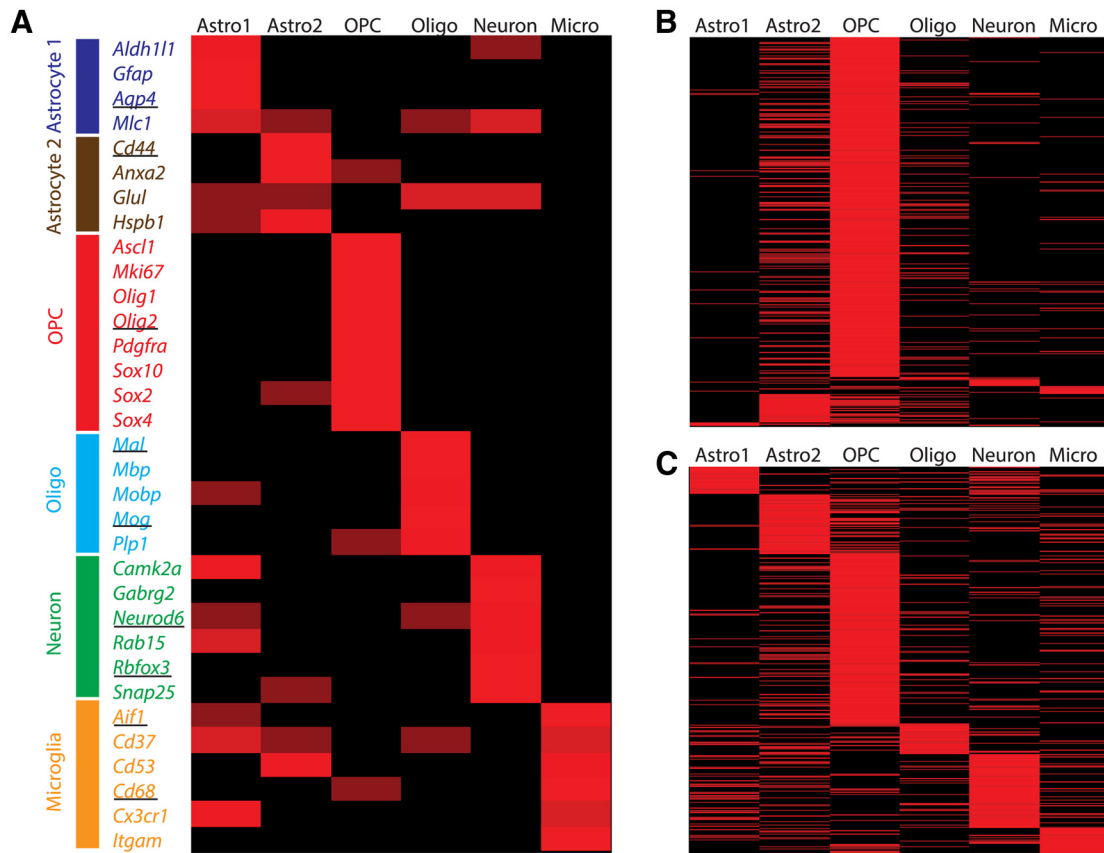 A
Astro1 Astro2 OPC Oligo Neuron Micro
Astrocyte 1
Aldh1l1
Gfap
Aqp4
Mlc1
Astrocyte 2
Cd44
Anxa2
Glul
Hspb1
OPC
Ascl1
Mki67
Olig1
Olig2
Pdgfra
Sox10
Sox2
Sox4
Oligo
Mal
Mbp
Mobp
Mog
Plp1
Neuron
Camk2a
Gabrg2
Neurod6
Rab15
Rbfox3
Snap25
Microglia
Aif1
Cd37
Cd53
Cd68
Cx3cr1
Itgam
B
Astro1 Astro2 OPC Oligo Neuron Micro
C
Astro1 Astro2 OPC Oligo Neuron Micro